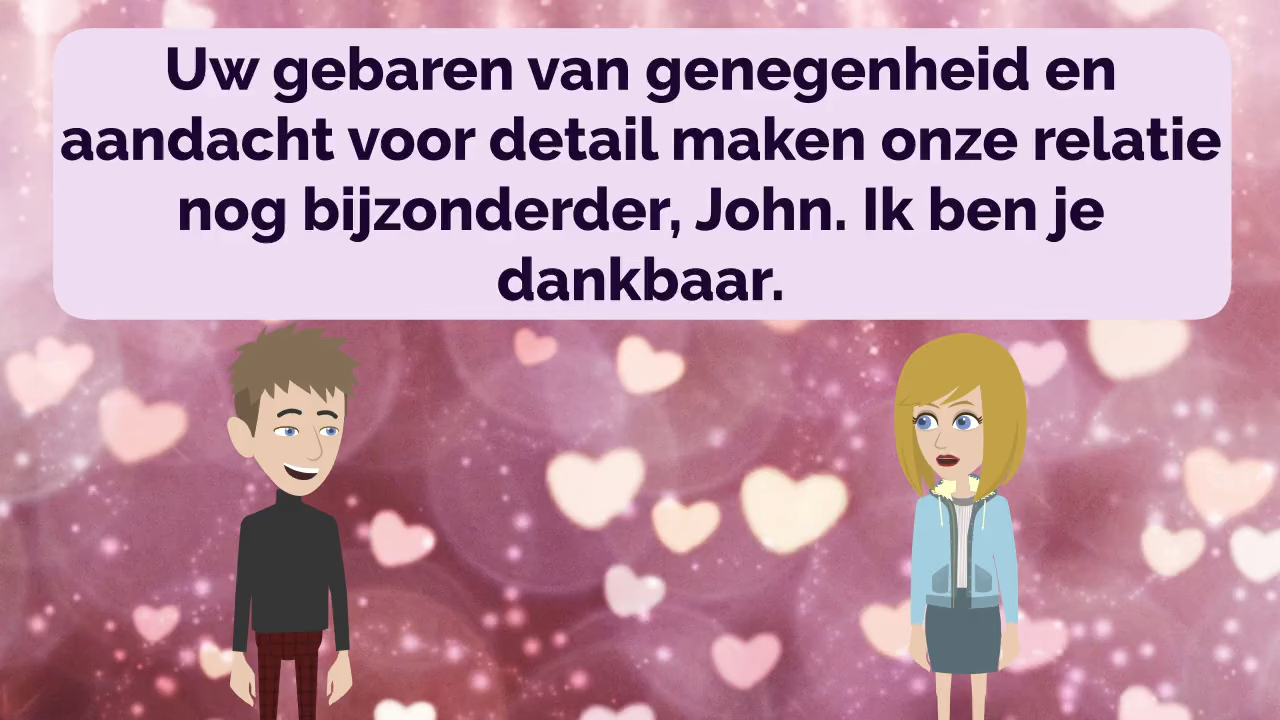 Uw gebaren van genegenheid en
aandacht voor detail maken onze relatie
nog bijzonderder, John. Ik ben je
dankbaar.